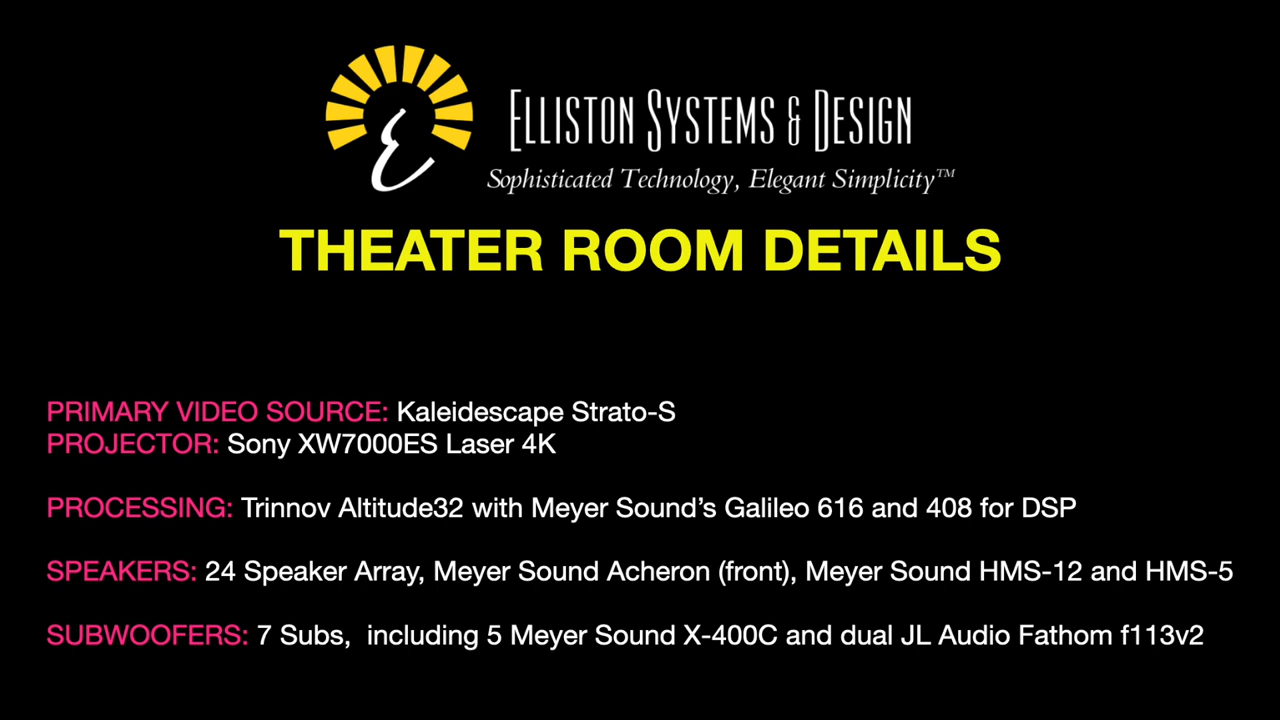 ELLISTON SYSTEMS & DESIGN
Sophisticated Technology, Elegant Simplicity™
THEATER ROOM DETAILS
PRIMARY VIDEO SOURCE: Kaleidescape Strato-S
PROJECTOR: Sony XW7000ES Laser 4K
PROCESSING: Trinnov Altitude32 with Meyer Sound’s Galileo 616 and 408 for DSP
SPEAKERS: 24 Speaker Array, Meyer Sound Acheron (front), Meyer Sound HMS-12 and HMS-5
SUBWOOFERS: 7 Subs,  including 5 Meyer Sound X-400C and dual JL Audio Fathom f113v2